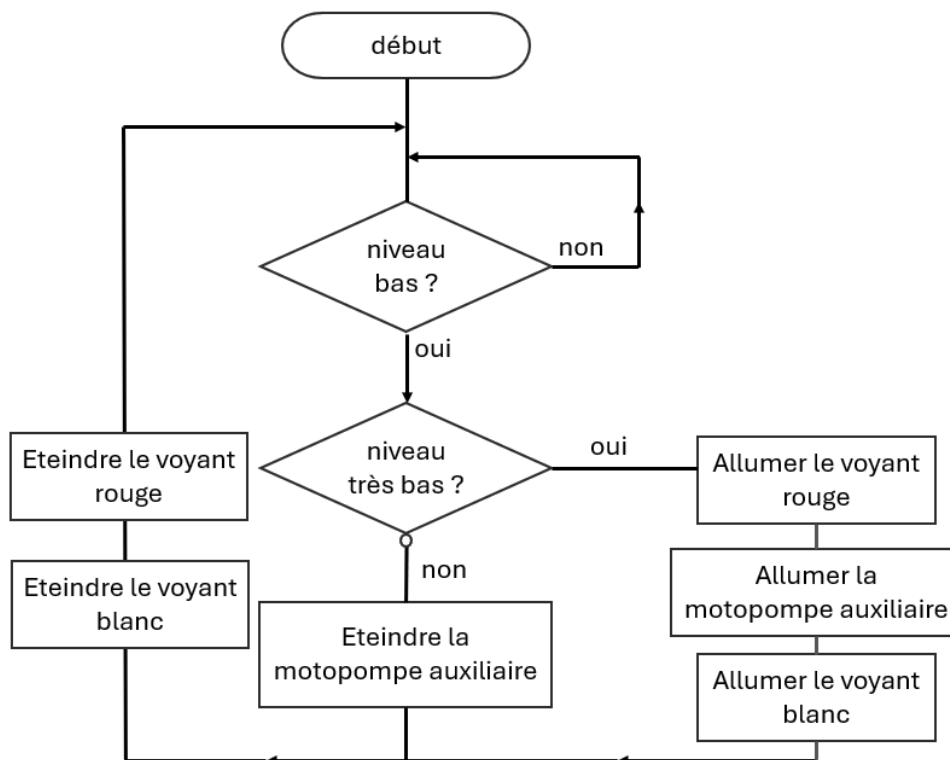 début
niveau
bas ?
non
oui
niveau
très bas ?
oui
non
Eteindre le voyant
rouge
Eteindre le voyant
blanc
Eteindre la
motopompe auxiliaire
Allumer le voyant
rouge
Allumer la
motopompe auxiliaire
Allumer le voyant
blanc